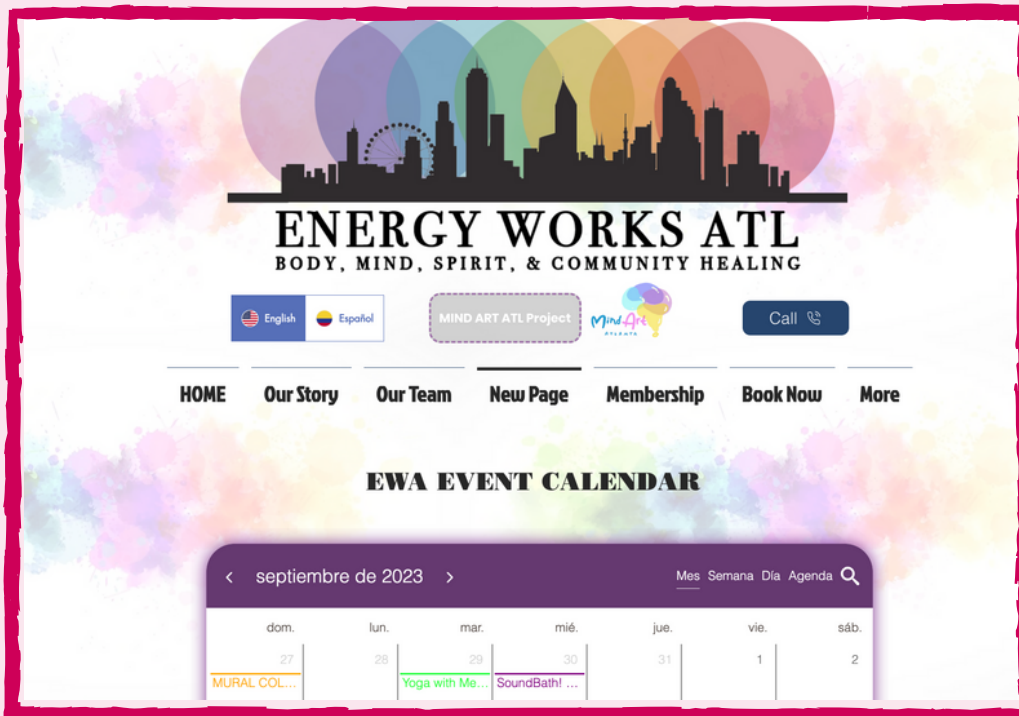 ENERGY WORKS ATL
BODY, MIND, SPIRIT, & COMMUNITY HEALING
English Español MIND ART ATL Project Mind Art Call
ATLANTA
HOME Our Story Our Team New Page Membership Book Now More
EWA EVENT CALENDAR
< septiembre de 2023 > Mes Semana Día Agenda
dom. lun. mar. mié. jue. vie. sáb.
27 28 29 30 31 1 2
MURAL COL... Yoga with Me... SoundBath! ...